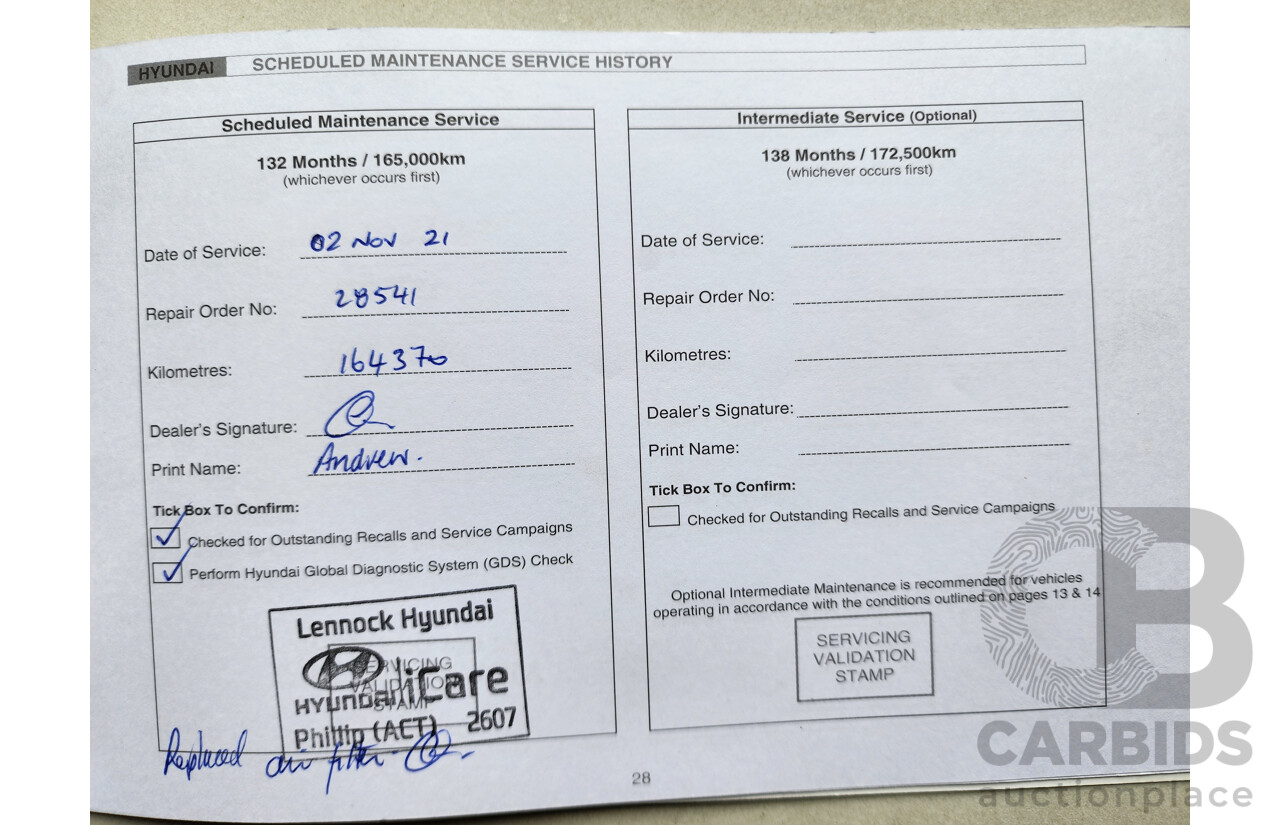 HYUNDAI SCHEDULED MAINTENANCE SERVICE HISTORY
Scheduled Maintenance Service
132 Months / 165,000km
(whichever occurs first)
Date of Service: 02 Nov 21
Repair Order No: 28541
Kilometres: 164370
Dealer's Signature:
Print Name: Andrew.
Tick Box To Confirm:
Checked for Outstanding Recalls and Service Campaigns
Perform Hyundai Global Diagnostic System (GDS) Check
Lennock Hyundai
SERVICING
VALIDATION
STAMP
HYUNDAI iCare
Phillip (ACT) 2607
Replaced air filter.
Intermediate Service (Optional)
138 Months / 172,500km
(whichever occurs first)
Date of Service:
Repair Order No:
Kilometres:
Dealer's Signature:
Print Name:
Tick Box To Confirm:
Checked for Outstanding Recalls and Service Campaigns
Optional Intermediate Maintenance is recommended for vehicles
operating in accordance with the conditions outlined on pages 13 & 14
SERVICING
VALIDATION
STAMP
28
CB
CARBIDS
auctionplace